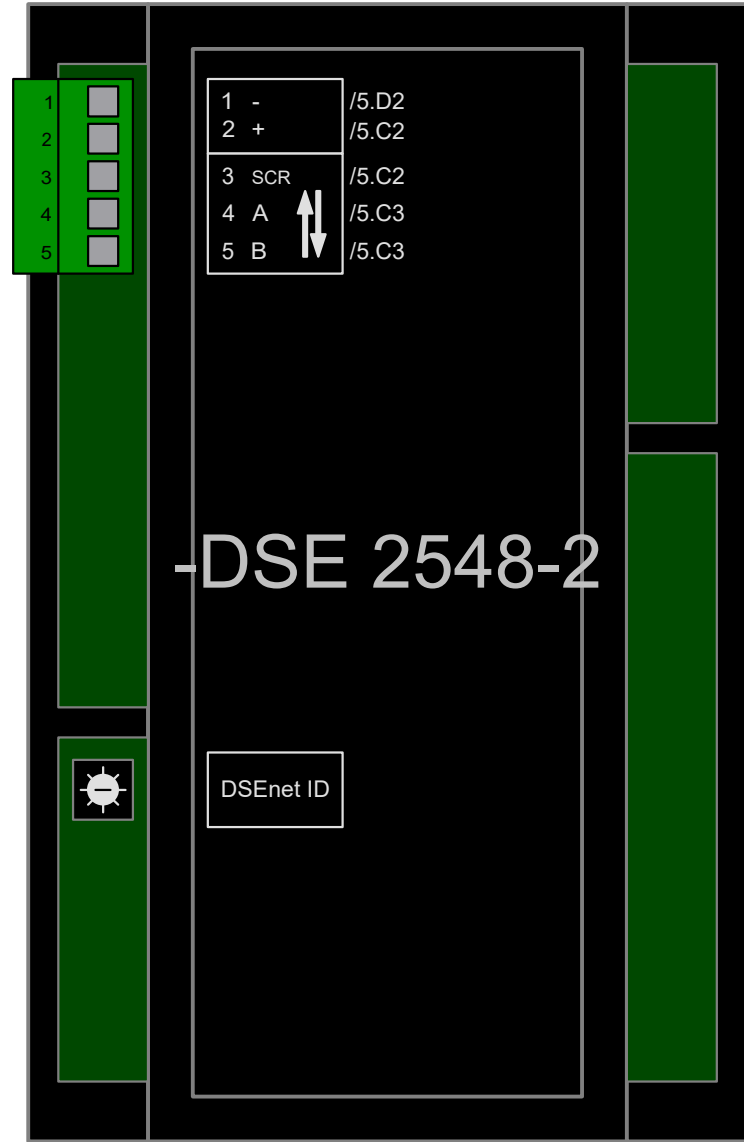 1
2
3
4
5
1 - /5.D2
2 + /5.C2
3 SCR /5.C2
4 A /5.C3
5 B /5.C3
-DSE 2548-2
DSEnet ID